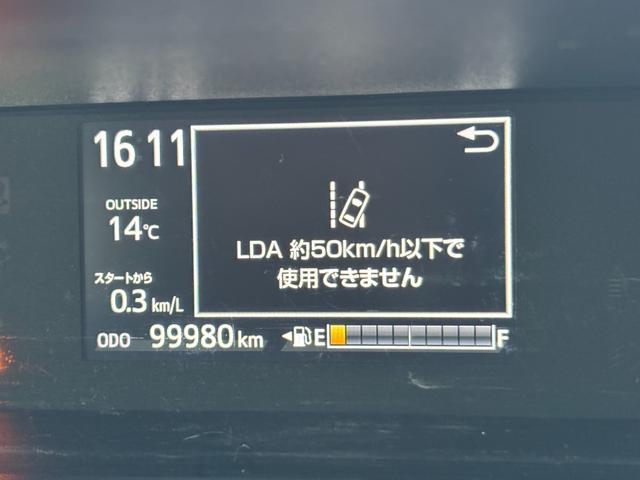 16 11
OUTSIDE
14℃
スタートから
0.3 km/L
LDA 約50km/h以下で
使用できません
ODO 99980 km
E F